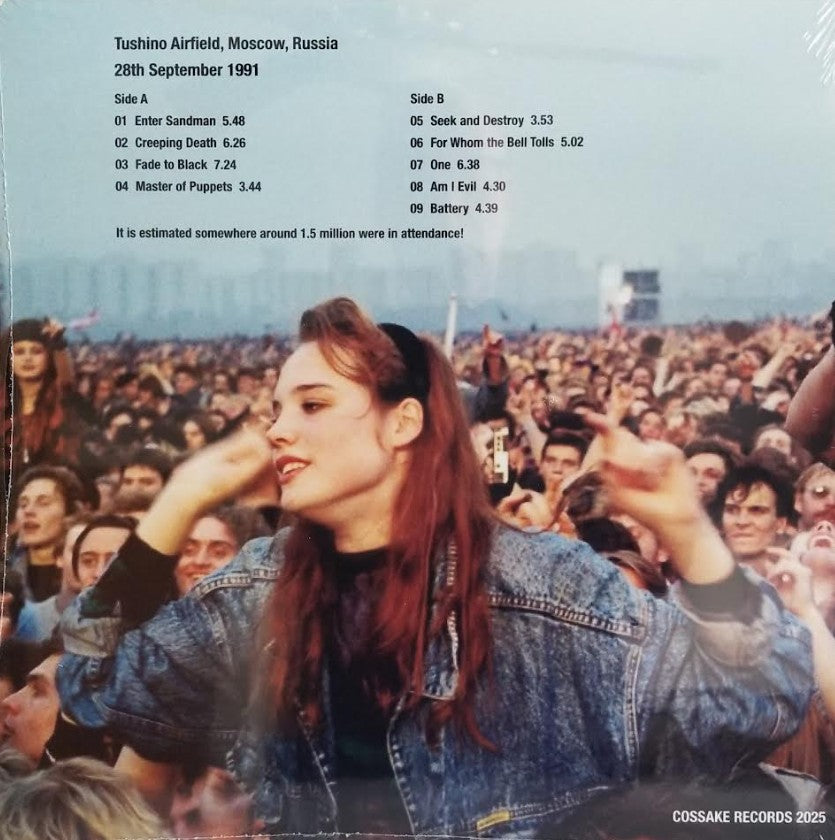 Tushino Airfield, Moscow, Russia
28th September 1991
Side A
01 Enter Sandman 5.48
02 Creeping Death 6.26
03 Fade to Black 7.24
04 Master of Puppets 3.44
Side B
05 Seek and Destroy 3.53
06 For Whom the Bell Tolls 5.02
07 One 6.38
08 Am I Evil 4.30
09 Battery 4.39
It is estimated somewhere around 1.5 million were in attendance!
COSSAKE RECORDS 2025